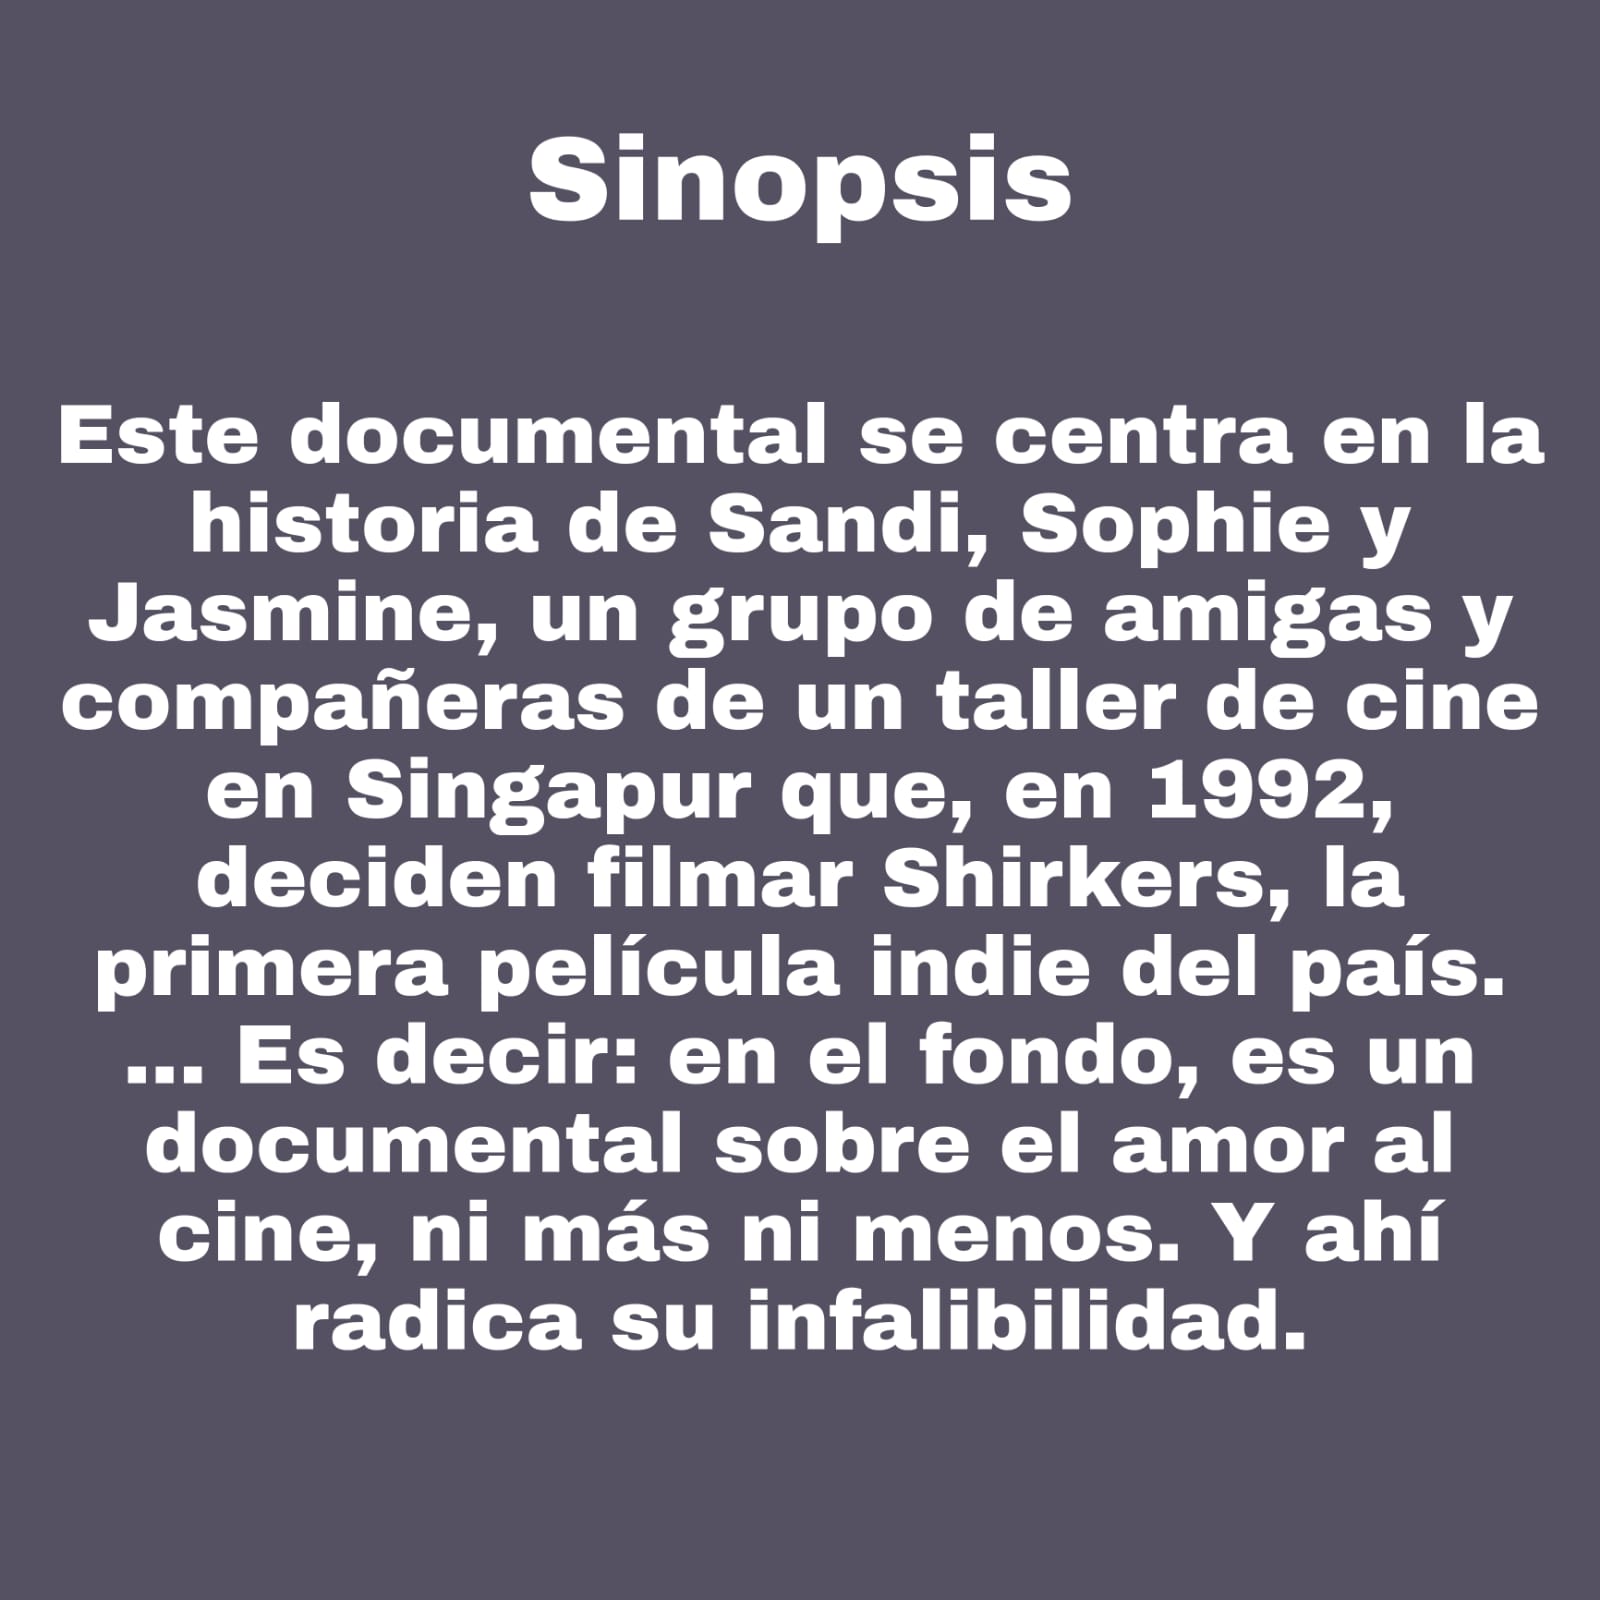 Sinopsis
Este documental se centra en la
historia de Sandi, Sophie y
Jasmine, un grupo de amigas y
compañeras de un taller de cine
en Singapur que, en 1992,
deciden filmar Shirkers, la
primera película indie del país.
... Es decir: en el fondo, es un
documental sobre el amor al
cine, ni más ni menos. Y ahí
radica su infalibilidad.